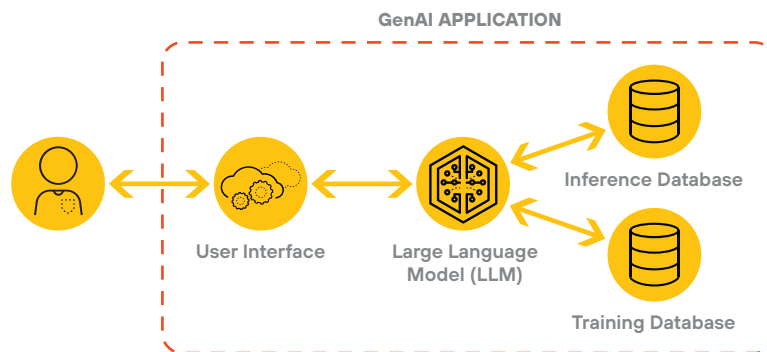 GenAI APPLICATION
Inference Database
User Interface
Large Language
Model (LLM)
Training Database